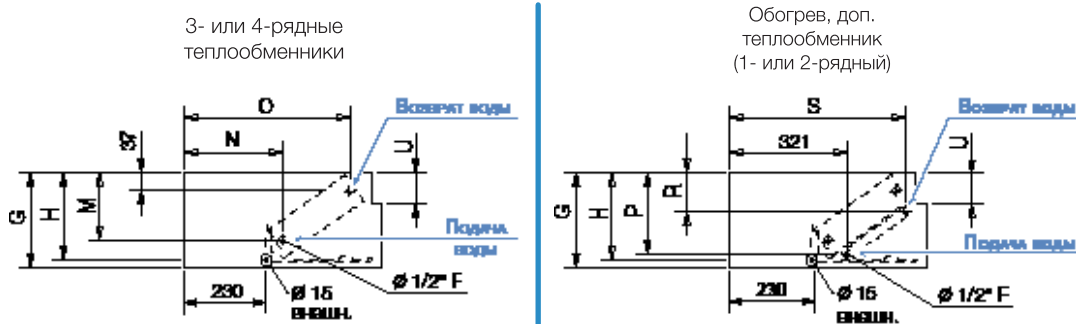 3- или 4-рядные
теплообменники
O
Возврат воды
37
N
U
G
H
M
Подача
воды
230
Ø 15
внешн.
Ø 1/2" F
Обогрев, доп.
теплообменник
(1- или 2-рядный)
S
Возврат воды
321
U
R
G
H
P
Подача воды
230
Ø 15
внешн.
Ø 1/2" F